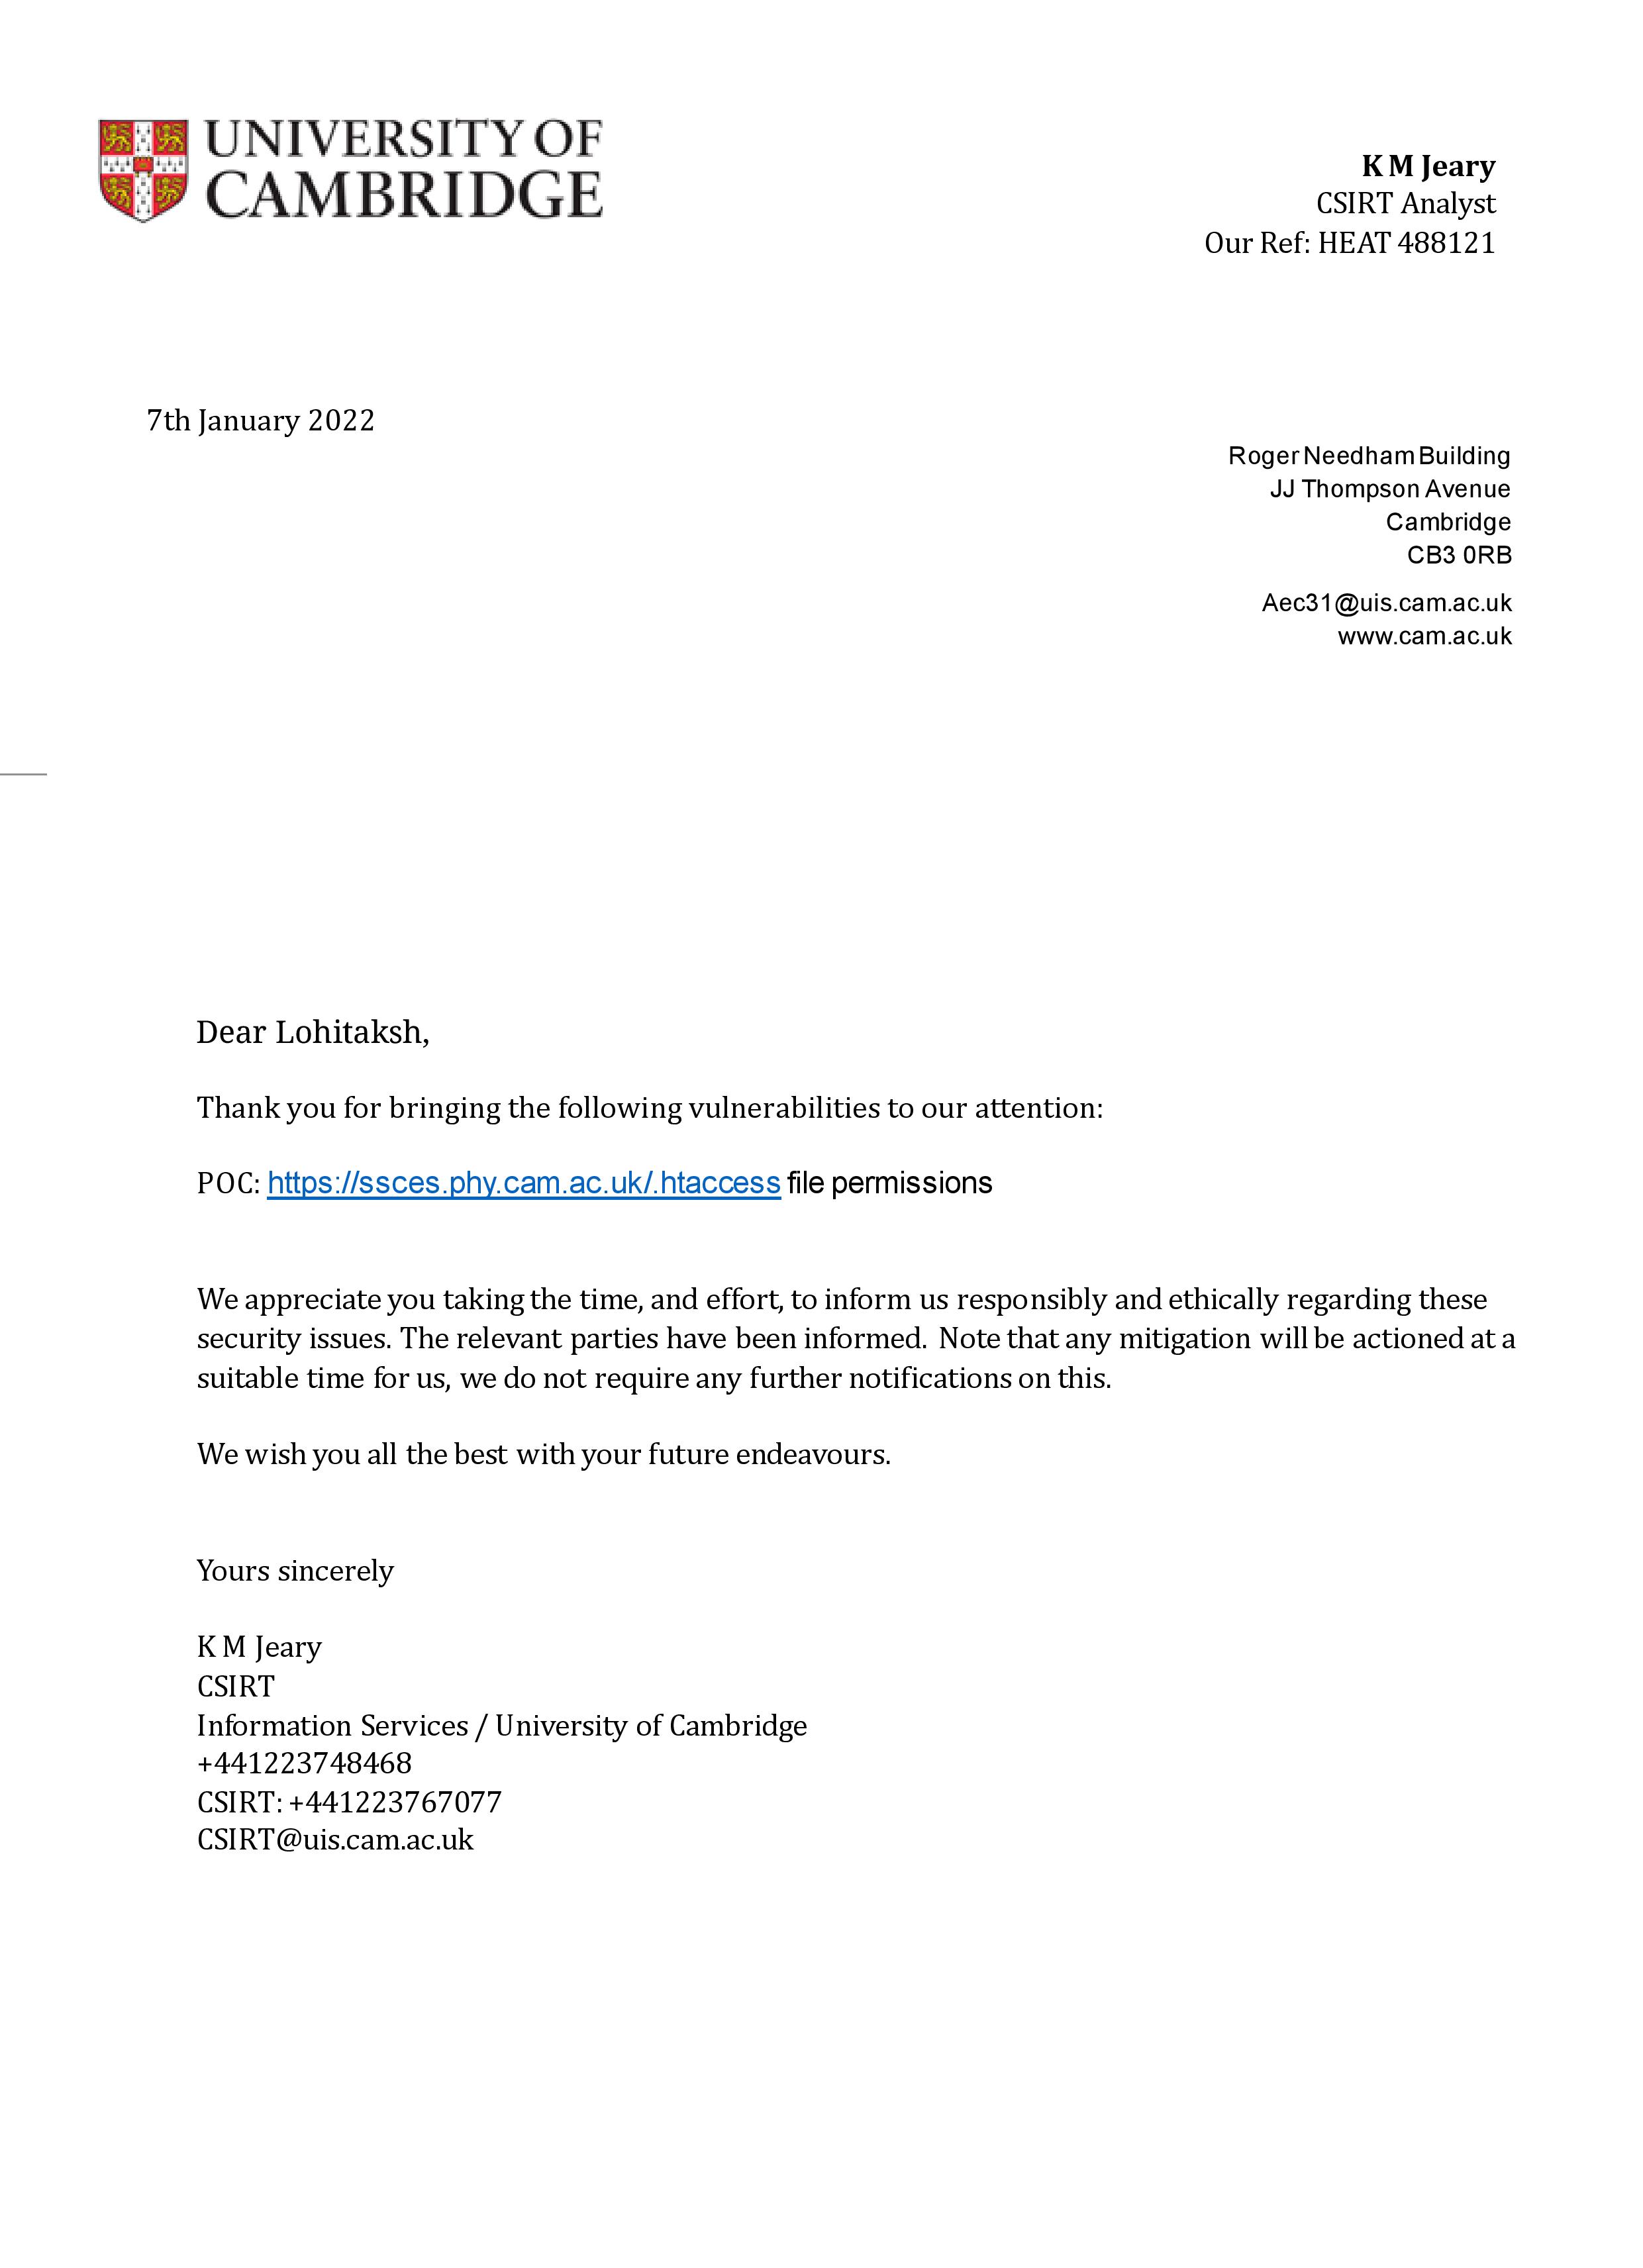 UNIVERSITY OF
CAMBRIDGE
K M Jeary
CSIRT Analyst
Our Ref: HEAT 488121
7th January 2022
Roger Needham Building
JJ Thompson Avenue
Cambridge
CB3 0RB
Aec31@uis.cam.ac.uk
www.cam.ac.uk
Dear Lohitaksh,
Thank you for bringing the following vulnerabilities to our attention:
POC: https://ssces.phy.cam.ac.uk/.htaccess file permissions
We appreciate you taking the time, and effort, to inform us responsibly and ethically regarding these
security issues. The relevant parties have been informed. Note that any mitigation will be actioned at a
suitable time for us, we do not require any further notifications on this.
We wish you all the best with your future endeavours.
Yours sincerely
K M Jeary
CSIRT
Information Services / University of Cambridge
+441223748468
CSIRT: +441223767077
CSIRT@uis.cam.ac.uk